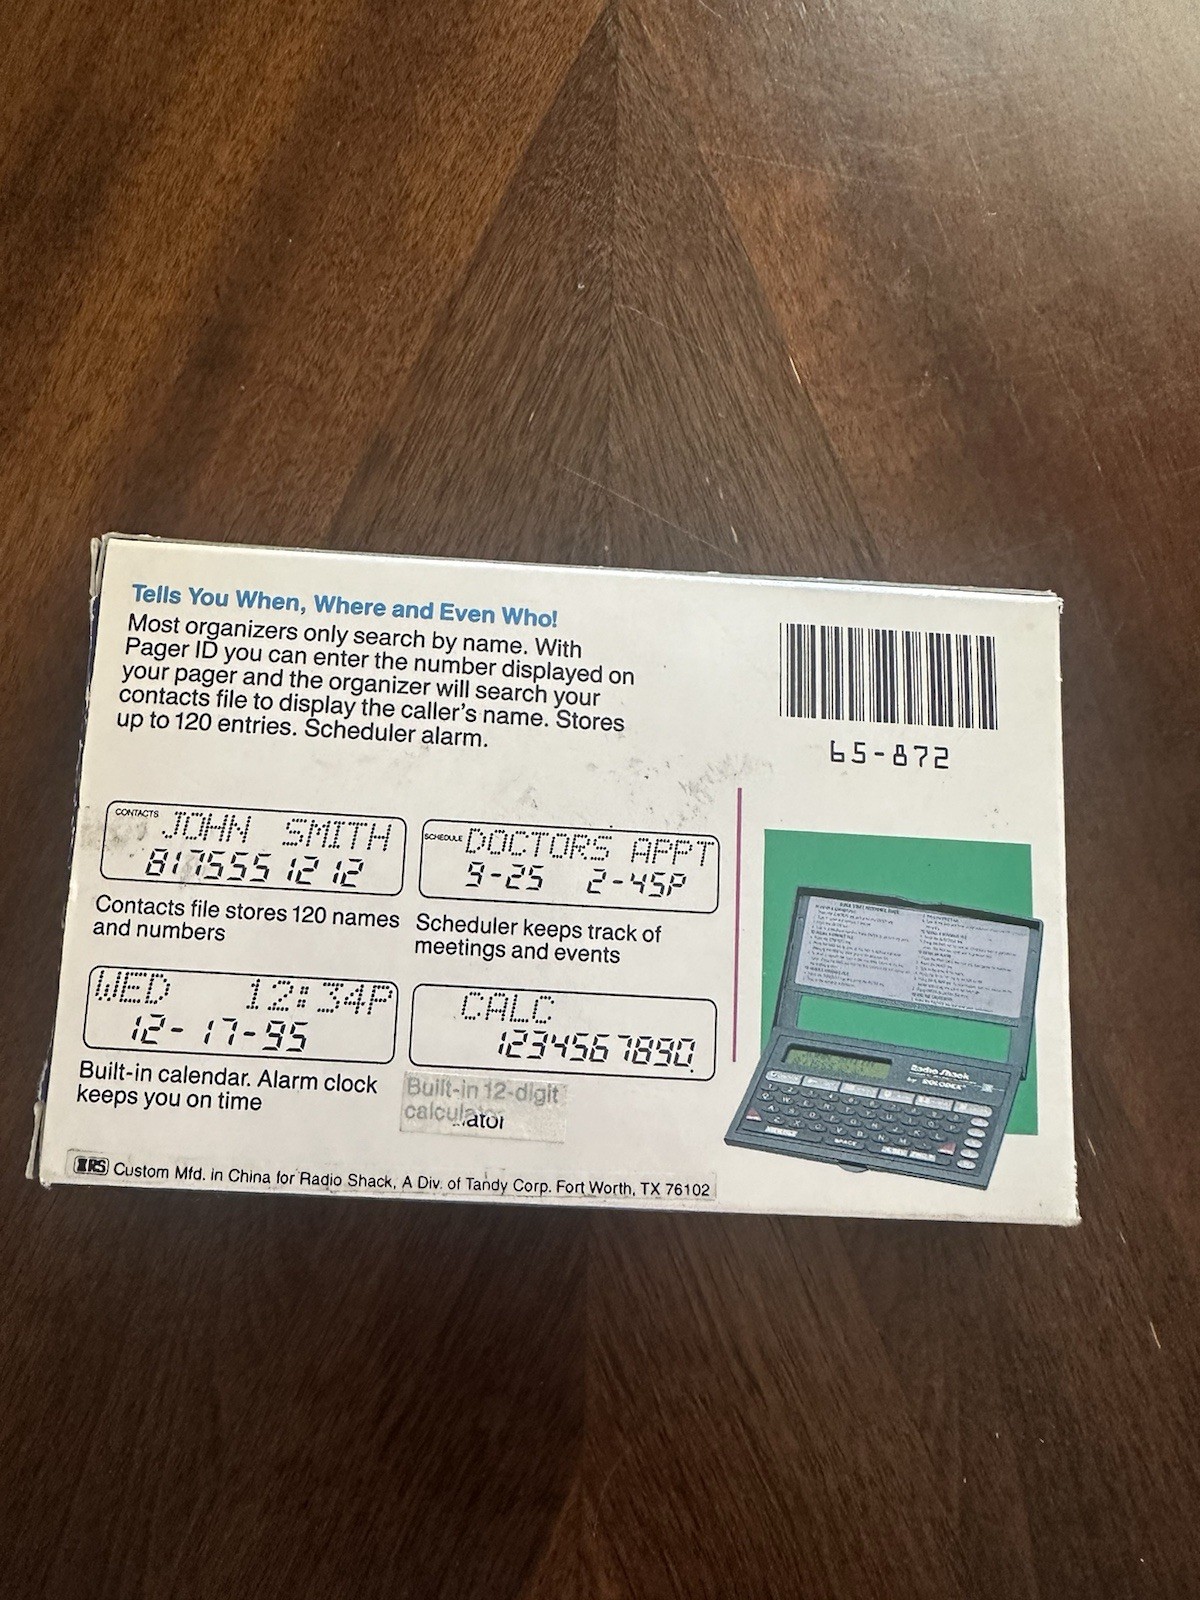 Tells You When, Where and Even Who!
Most organizers only search by name. With
Pager ID you can enter the number displayed on
your pager and the organizer will search your
contacts file to display the caller's name. Stores
up to 120 entries. Scheduler alarm.
65-872
CONTACTS JOHN SMITH
8175551212
Contacts file stores 120 names
and numbers
SCHEDULE DOCTORS APPT
9-25 2-45P
Scheduler keeps track of
meetings and events
WED 12:34P
12-17-95
Built-in calendar. Alarm clock
keeps you on time
CALC
1234567890.
Built-in 12-digit
calculator
Radio Shack
by ROLODEX
SPACE
IRS Custom Mfd. in China for Radio Shack, A Div. of Tandy Corp. Fort Worth, TX 76102